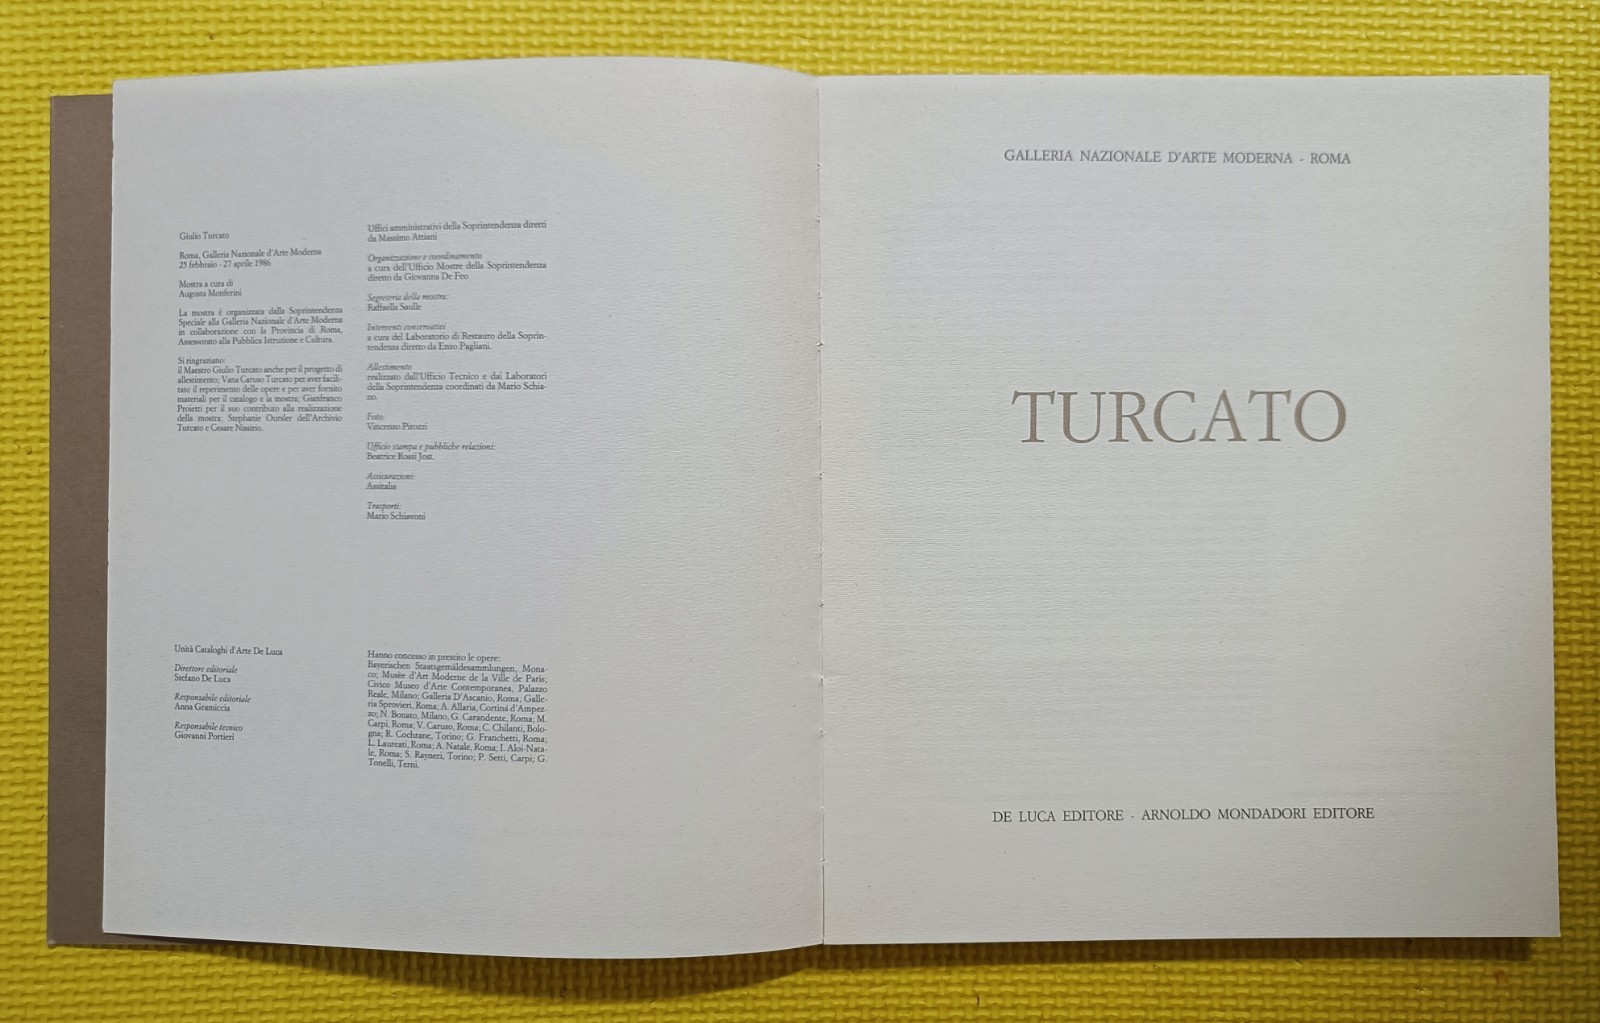 Giulio Turcato
Roma, Galleria Nazionale d'Arte Moderna
25 febbraio - 27 aprile 1986
Mostra a cura di
Augusta Monferini
La mostra è organizzata dalla Soprintendenza
Speciale alla Galleria Nazionale d'Arte Moderna
in collaborazione con la Provincia di Roma,
Assessorato alla Pubblica Istruzione e Cultura.
Si ringraziano:
il Maestro Giulio Turcato anche per il progetto di
allestimento; Vana Caruso Turcato per aver facili-
tato il reperimento delle opere e per aver fornito
materiali per il catalogo e la mostra; Gianfranco
Proietti per il suo contributo alla realizzazione
della mostra; Stephanie Oursler dell'Archivio
Turcato e Cesare Nissirio.
Uffici amministrativi della Soprintendenza diretti
da Massimo Attiani
Organizzazione e coordinamento
a cura dell'Ufficio Mostre della Soprintendenza
diretto da Giovanna De Feo
Segreteria della mostra:
Raffaella Saulle
Interventi conservativi
a cura del Laboratorio di Restauro della Soprin-
tendenza diretto da Enzo Pagliani.
Allestimento
realizzato dall'Ufficio Tecnico e dai Laboratori
della Soprintendenza coordinati da Mario Schia-
no.
Foto:
Vincenzo Pirozzi
Ufficio stampa e pubbliche relazioni:
Beatrice Rossi Jost.
Assicurazioni:
Assitalia
Trasporti:
Mario Schiavoni
Unità Cataloghi d'Arte De Luca
Direttore editoriale
Stefano De Luca
Responsabile editoriale
Anna Gramiccia
Responsabile tecnico
Giovanni Portieri
Hanno concesso in prestito le opere:
Bayerischen Staatsgemäldesammlungen, Mona-
co; Musée d'Art Moderne de la Ville de Paris;
Civico Museo d'Arte Contemporanea, Palazzo
Reale, Milano; Galleria D'Ascanio, Roma; Galle-
ria Sprovieri, Roma; A. Allaria, Cortina d'Ampez-
zo; N. Bonato, Milano, G. Carandente, Roma; M.
Carpi, Roma; V. Caruso, Roma; C. Chilanti, Bolo-
gna; R. Cochrane, Torino; G. Franchetti, Roma;
L. Laureati, Roma; A. Natale, Roma; I. Aloi-Nata-
le, Roma; S. Rayneri, Torino; P. Setti, Carpi; G.
Tonelli, Terni.
GALLERIA NAZIONALE D'ARTE MODERNA - ROMA
TURCATO
DE LUCA EDITORE · ARNOLDO MONDADORI EDITORE